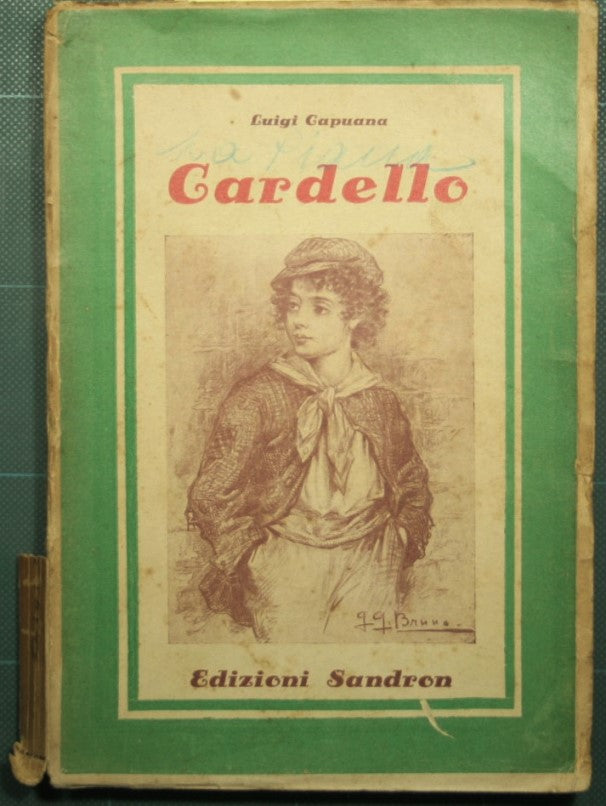 Luigi Capuana
Cardello
G. G. Bruno
Edizioni Sandron